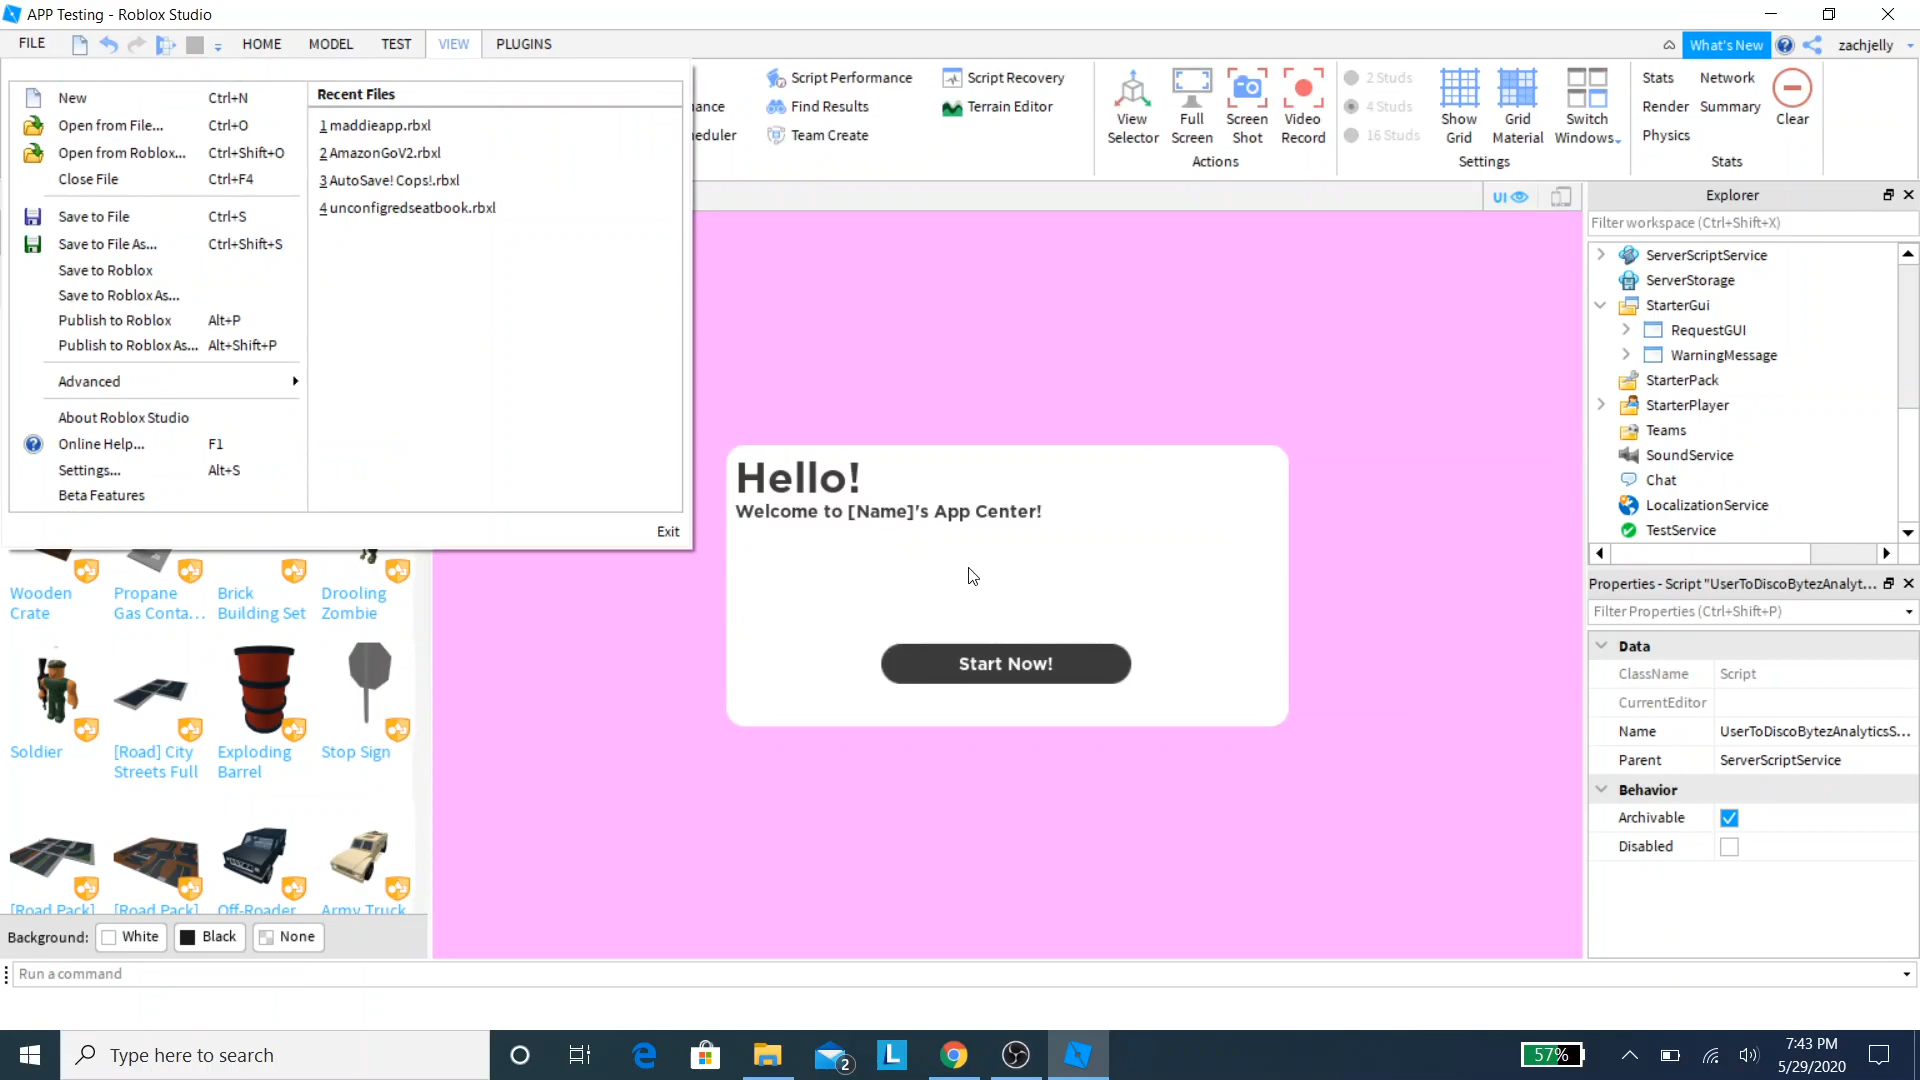 APP Testing - Roblox Studio
FILE
HOME
MODEL
TEST
VIEW
PLUGINS
What's New
zachjelly
New Ctrl+N
Open from File... Ctrl+O
Open from Roblox... Ctrl+Shift+O
Close File Ctrl+F4
Save to File Ctrl+S
Save to File As... Ctrl+Shift+S
Save to Roblox
Save to Roblox As...
Publish to Roblox Alt+P
Publish to Roblox As... Alt+Shift+P
Advanced
About Roblox Studio
Online Help... F1
Settings... Alt+S
Beta Features
Recent Files
1 maddieapp.rbxl
2 AmazonGoV2.rbxl
3 AutoSave! Cops!.rbxl
4 unconfigredseatbook.rbxl
Exit
Script Performance
Script Recovery
Find Results
Terrain Editor
Team Create
View Selector
Full Screen
Screen Shot
Video Record
Actions
2 Studs
4 Studs
16 Studs
Show Grid
Grid Material
Switch Windows
Settings
Stats
Network
Render
Summary
Physics
Clear
Stats
UI
Explorer
Filter workspace (Ctrl+Shift+X)
ServerScriptService
ServerStorage
StarterGui
RequestGUI
WarningMessage
StarterPack
StarterPlayer
Teams
SoundService
Chat
LocalizationService
TestService
Hello!
Welcome to [Name]'s App Center!
Start Now!
Wooden Crate
Propane Gas Conta...
Brick Building Set
Drooling Zombie
Soldier
[Road] City Streets Full
Exploding Barrel
Stop Sign
[Road Pack]
[Road Pack]
Off-Roader
Army Truck
Background:
White
Black
None
Properties - Script "UserToDiscoBytezAnalyt...
Filter Properties (Ctrl+Shift+P)
Data
ClassName Script
CurrentEditor
Name UserToDiscoBytezAnalyticsS...
Parent ServerScriptService
Behavior
Archivable
Disabled
Run a command
Type here to search
2
57%
7:43 PM
5/29/2020